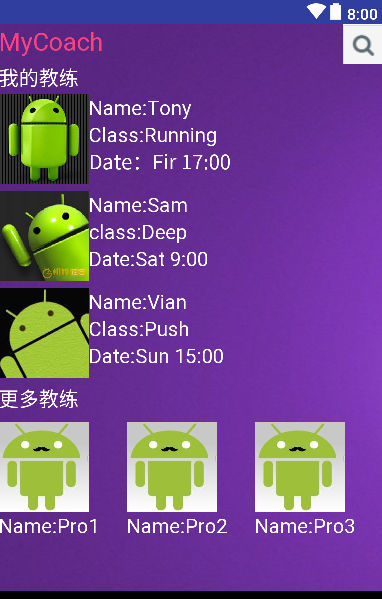 8:00
MyCoach
我的教练
Name:Tony
Class:Running
Date：Fir 17:00
Name:Sam
class:Deep
Date:Sat 9:00
Name:Vian
Class:Push
Date:Sun 15:00
更多教练
Name:Pro1
Name:Pro2
Name:Pro3